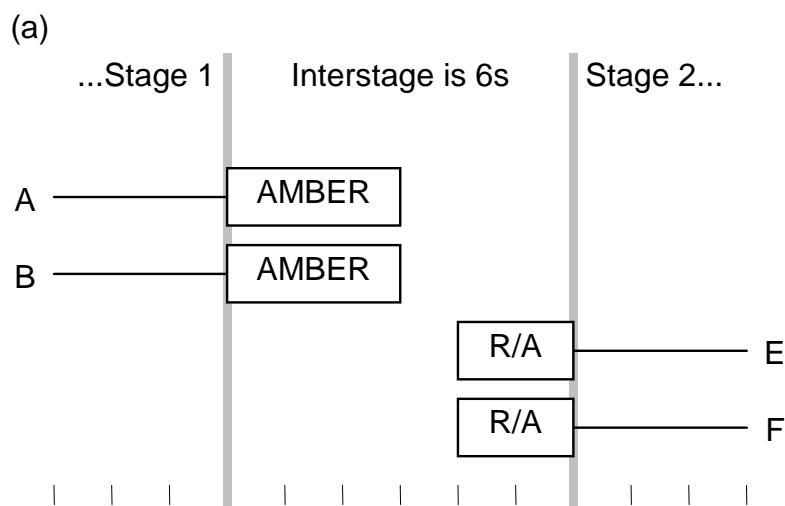 (a)
...Stage 1 Interstage is 6s Stage 2...
A AMBER
B AMBER
R/A E
R/A F